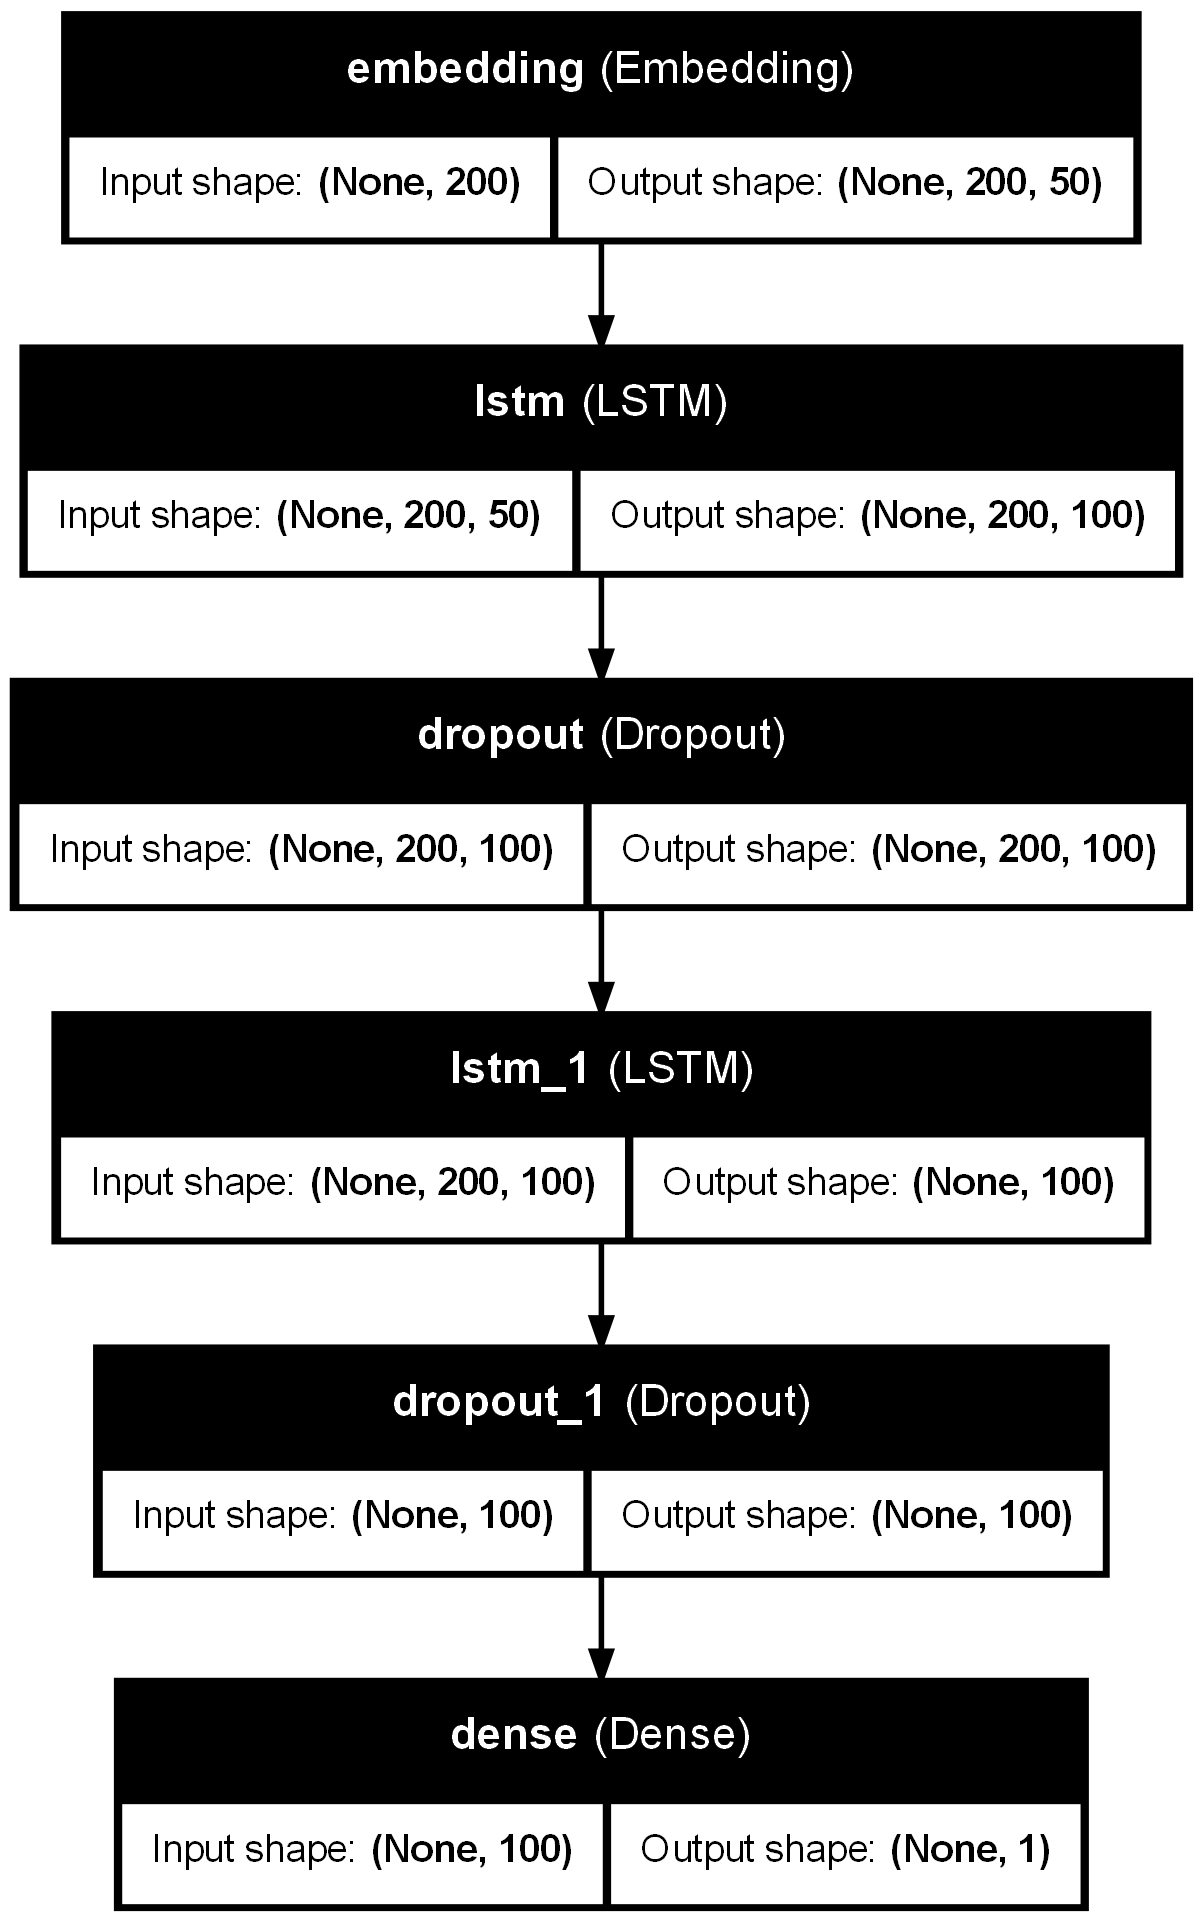 embedding (Embedding)
Input shape: (None, 200)
Output shape: (None, 200, 50)
lstm (LSTM)
Input shape: (None, 200, 50)
Output shape: (None, 200, 100)
dropout (Dropout)
Input shape: (None, 200, 100)
Output shape: (None, 200, 100)
lstm_1 (LSTM)
Input shape: (None, 200, 100)
Output shape: (None, 100)
dropout_1 (Dropout)
Input shape: (None, 100)
Output shape: (None, 100)
dense (Dense)
Input shape: (None, 100)
Output shape: (None, 1)